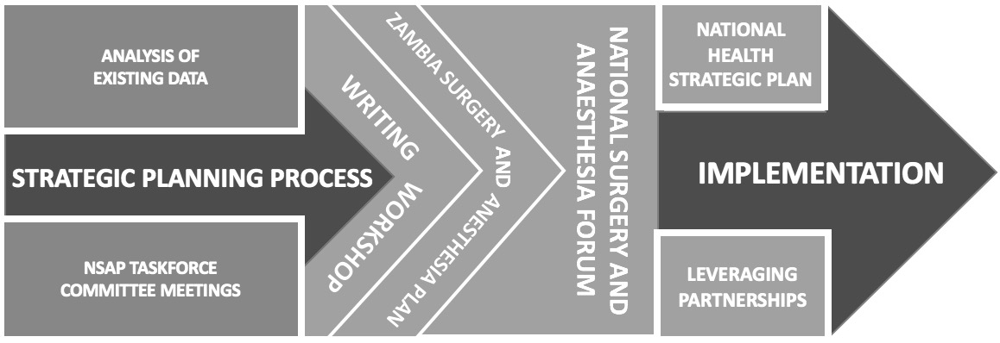 ANALYSIS OF
EXISTING DATA
STRATEGIC PLANNING PROCESS
NSAP TASKFORCE
COMMITTEE MEETINGS
WRITING
WORKSHOP
ZAMBIA SURGERY AND ANESTHESIA PLAN
NATIONAL SURGERY AND
ANAESTHESIA FORUM
NATIONAL
HEALTH
STRATEGIC PLAN
IMPLEMENTATION
LEVERAGING
PARTNERSHIPS